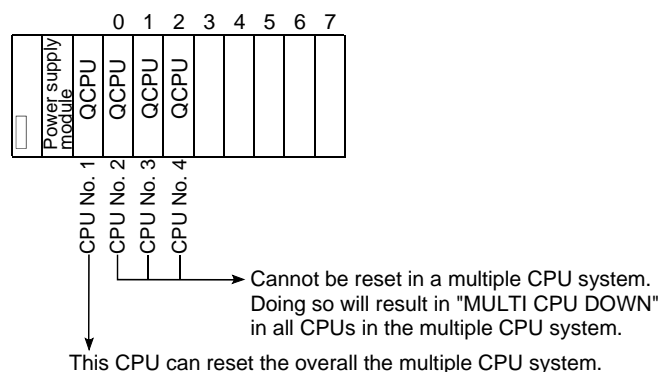 0 1 2 3 4 5 6 7
Power supply
module
QCPU
QCPU
QCPU
QCPU
CPU No. 1
CPU No. 2
CPU No. 3
CPU No. 4
Cannot be reset in a multiple CPU system.
Doing so will result in "MULTI CPU DOWN"
in all CPUs in the multiple CPU system.
This CPU can reset the overall the multiple CPU system.